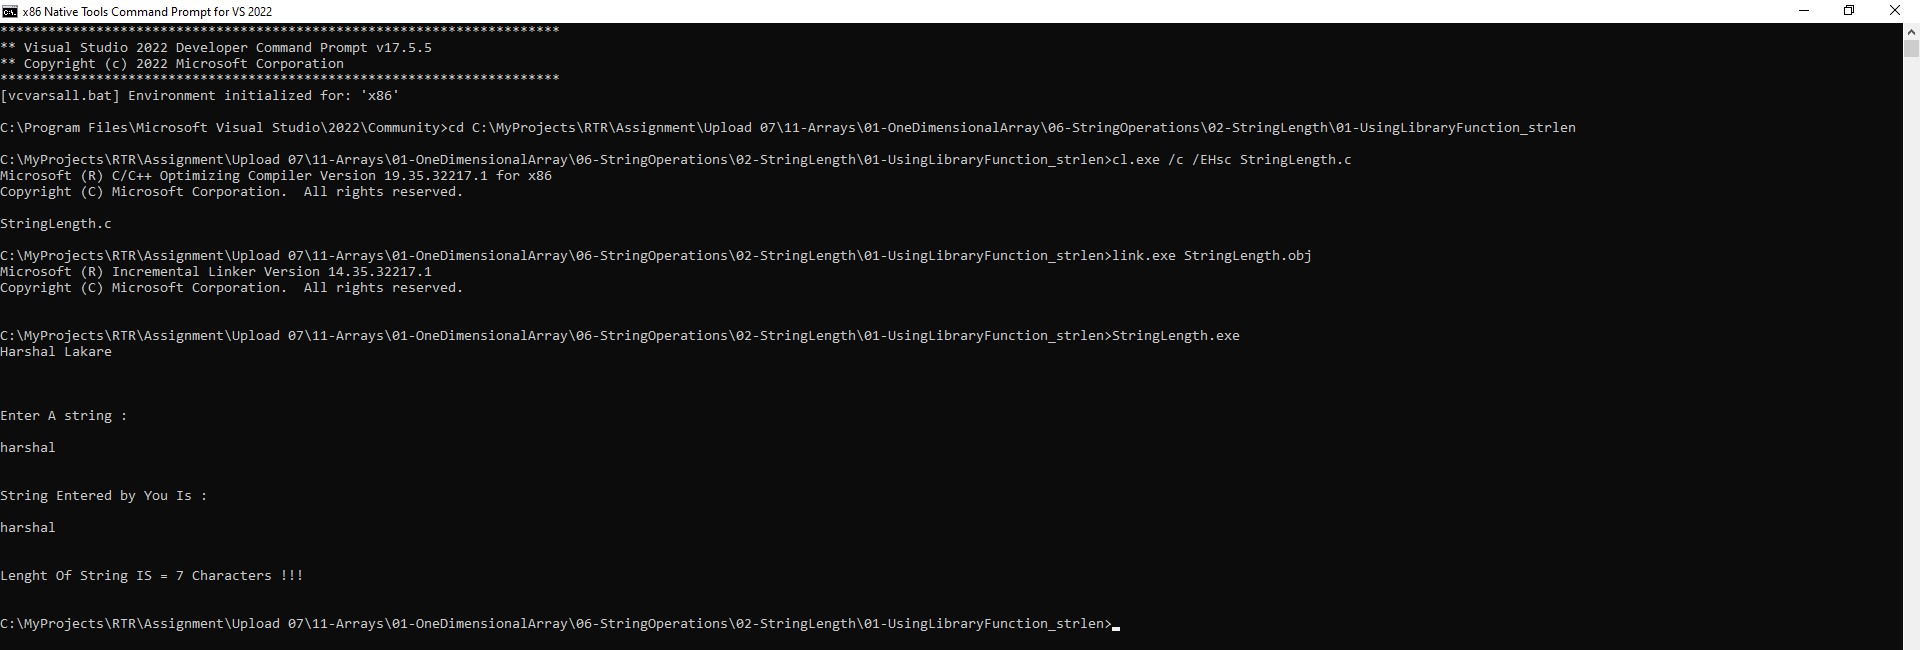 x86 Native Tools Command Prompt for VS 2022
**********************************************************************
** Visual Studio 2022 Developer Command Prompt v17.5.5
** Copyright (c) 2022 Microsoft Corporation
**********************************************************************
[vcvarsall.bat] Environment initialized for: 'x86'
C:\Program Files\Microsoft Visual Studio\2022\Community>cd C:\MyProjects\RTR\Assignment\Upload 07\11-Arrays\01-OneDimensionalArray\06-StringOperations\02-StringLength\01-UsingLibraryFunction_strlen
C:\MyProjects\RTR\Assignment\Upload 07\11-Arrays\01-OneDimensionalArray\06-StringOperations\02-StringLength\01-UsingLibraryFunction_strlen>cl.exe /c /EHsc StringLength.c
Microsoft (R) C/C++ Optimizing Compiler Version 19.35.32217.1 for x86
Copyright (C) Microsoft Corporation.  All rights reserved.
StringLength.c
C:\MyProjects\RTR\Assignment\Upload 07\11-Arrays\01-OneDimensionalArray\06-StringOperations\02-StringLength\01-UsingLibraryFunction_strlen>link.exe StringLength.obj
Microsoft (R) Incremental Linker Version 14.35.32217.1
Copyright (C) Microsoft Corporation.  All rights reserved.
C:\MyProjects\RTR\Assignment\Upload 07\11-Arrays\01-OneDimensionalArray\06-StringOperations\02-StringLength\01-UsingLibraryFunction_strlen>StringLength.exe
Harshal Lakare
Enter A string :
harshal
String Entered by You Is :
harshal
Lenght Of String IS = 7 Characters !!!
C:\MyProjects\RTR\Assignment\Upload 07\11-Arrays\01-OneDimensionalArray\06-StringOperations\02-StringLength\01-UsingLibraryFunction_strlen>